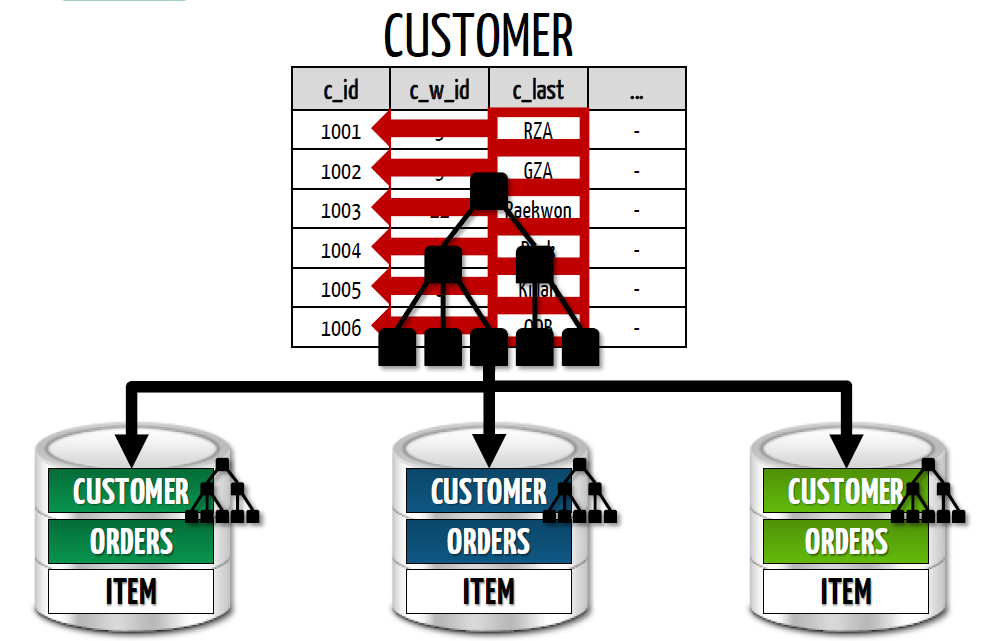 CUSTOMER
c_id c_w_id c_last ...
1001 RZA -
1002 GZA -
1003 Raekwon -
1004 -
1005 -
1006 -
CUSTOMER CUSTOMER CUSTOMER
ORDERS ORDERS ORDERS
ITEM ITEM ITEM